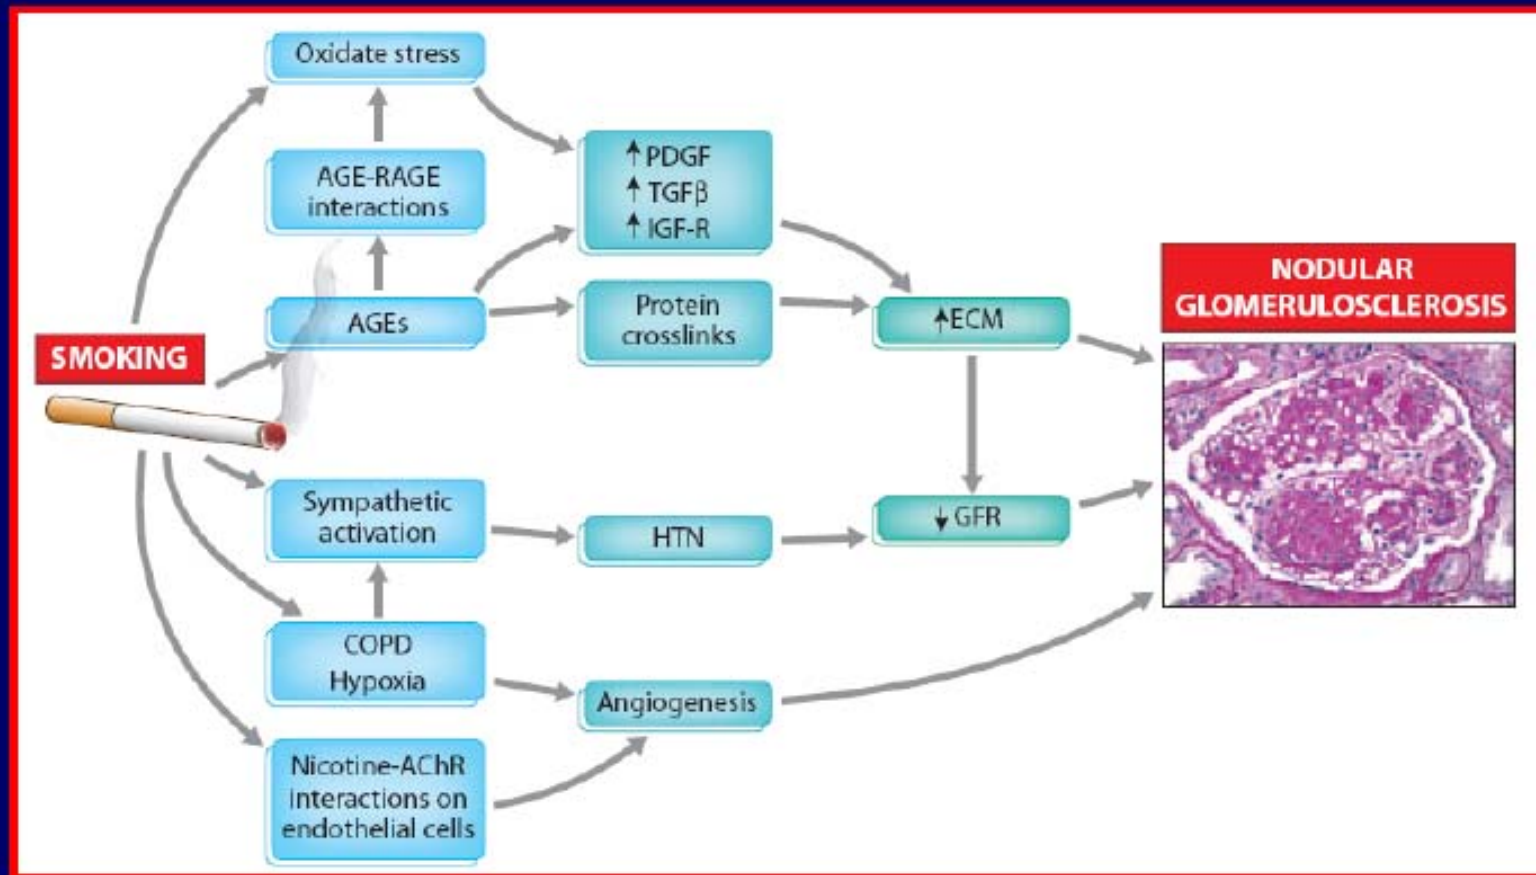 Oxidate stress
AGE-RAGE
interactions
AGEs
SMOKING
Sympathetic
activation
COPD
Hypoxia
Nicotine-AChR
interactions on
endothelial cells
↑ PDGF
↑ TGFβ
↑ IGF-R
Protein
crosslinks
HTN
Angiogenesis
↑ECM
↓ GFR
NODULAR
GLOMERULOSCLEROSIS